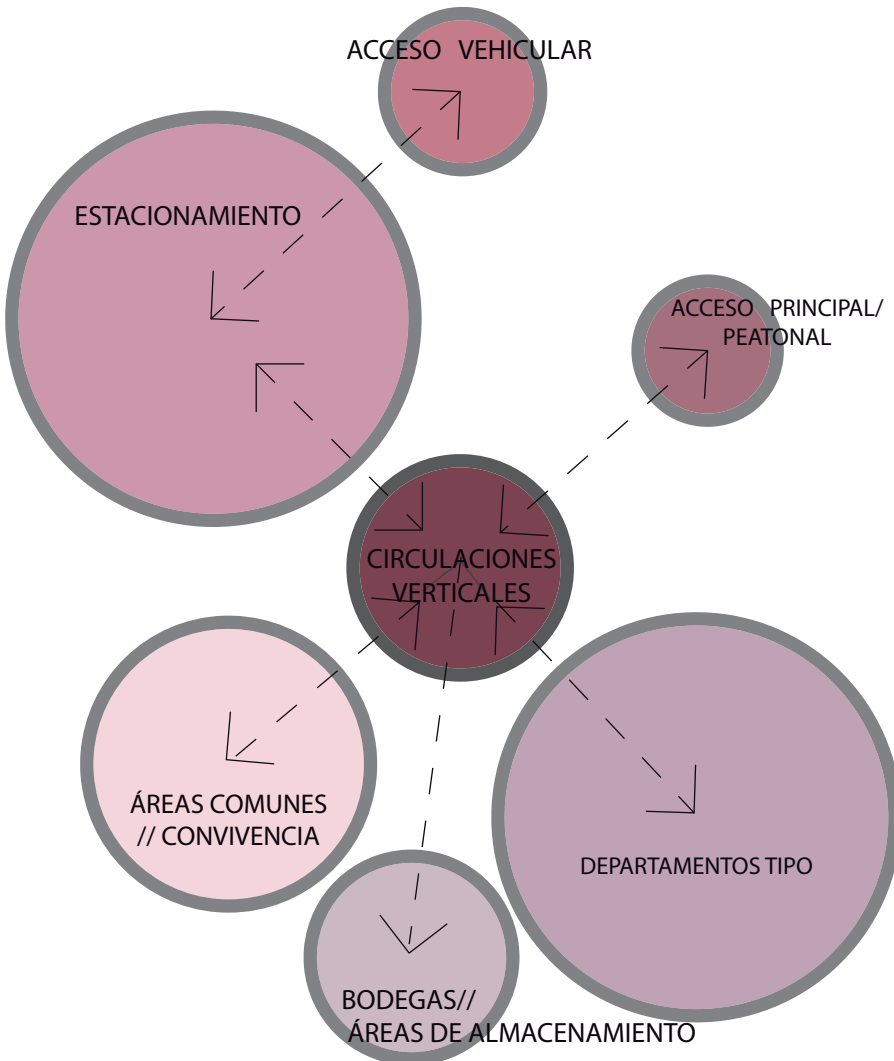 ACCESO VEHICULAR
ESTACIONAMIENTO
ACCESO PRINCIPAL/
PEATONAL
CIRCULACIONES
VERTICALES
ÁREAS COMUNES
// CONVIVENCIA
DEPARTAMENTOS TIPO
BODEGAS//
ÁREAS DE ALMACENAMIENTO